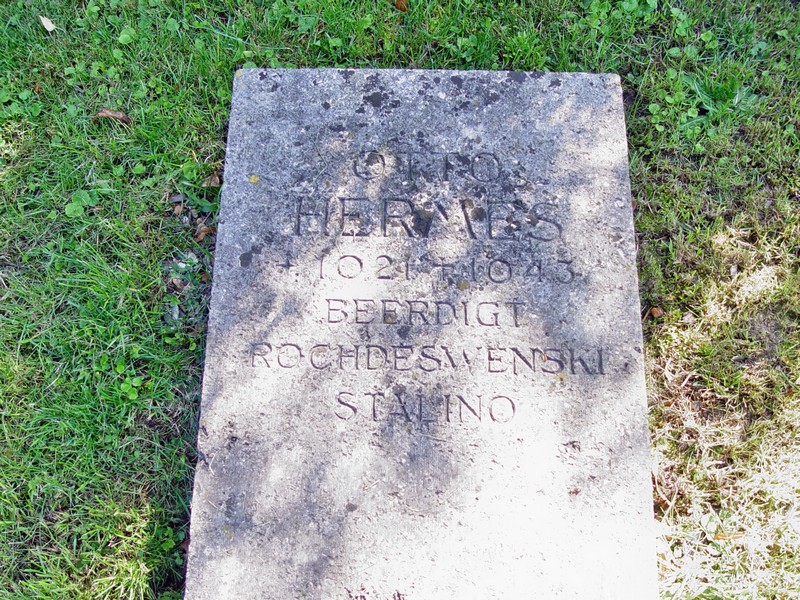 OTTO
HERMES
* 1921 † 1943
BEERDIGT
ROCHDESWENSKI
STALINO